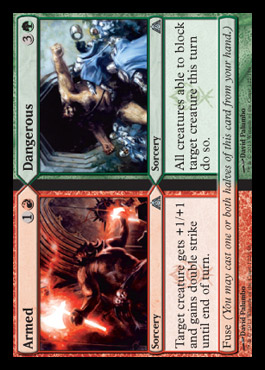 Armed 1
Sorcery
Target creature gets +1/+1
and gains double strike
until end of turn.
Dangerous 3
Sorcery
All creatures able to block
target creature this turn
do so.
Fuse (You may cast one or both halves of this card from your hand.)
David Palumbo
David Palumbo